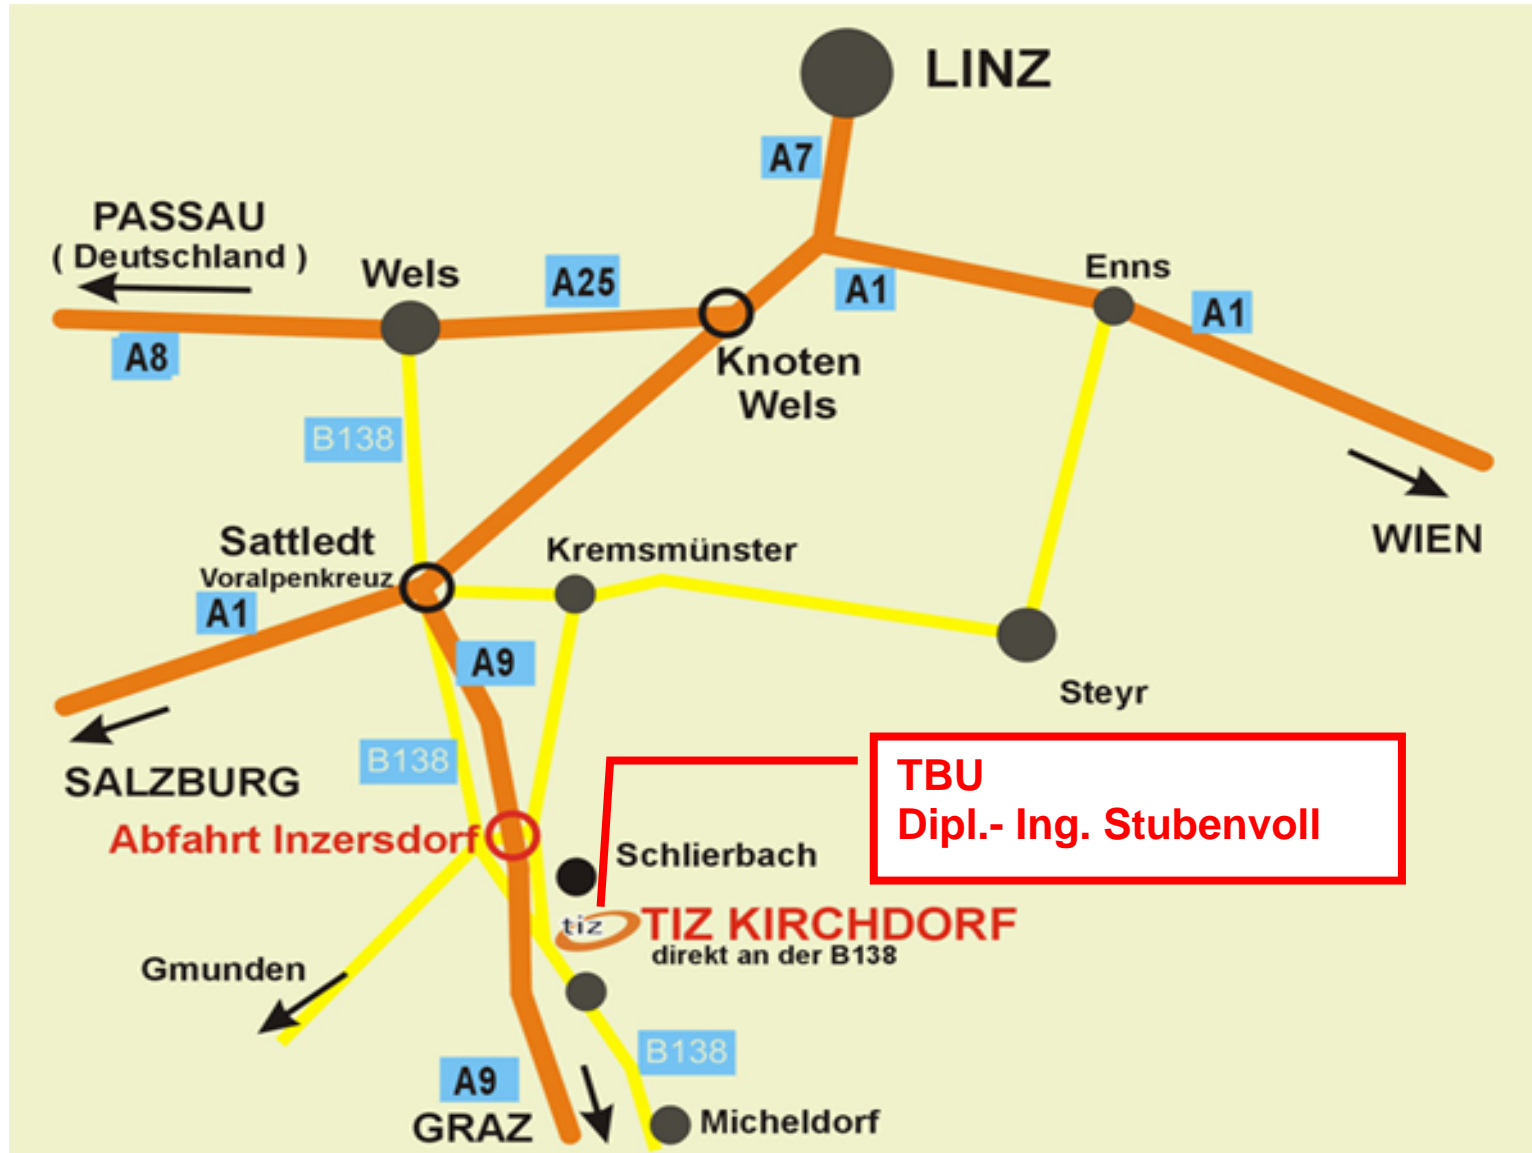 LINZ
A7
PASSAU
( Deutschland )
Wels
A25
A1
Enns
A1
A8
Knoten
Wels
B138
WIEN
Sattledt
Voralpenkreuz
Kremsmünster
A1
A9
Steyr
B138
SALZBURG
TBU
Dipl.- Ing. Stubenvoll
Abfahrt Inzersdorf
Schlierbach
tiz
TIZ KIRCHDORF
direkt an der B138
Gmunden
B138
A9
GRAZ
Micheldorf